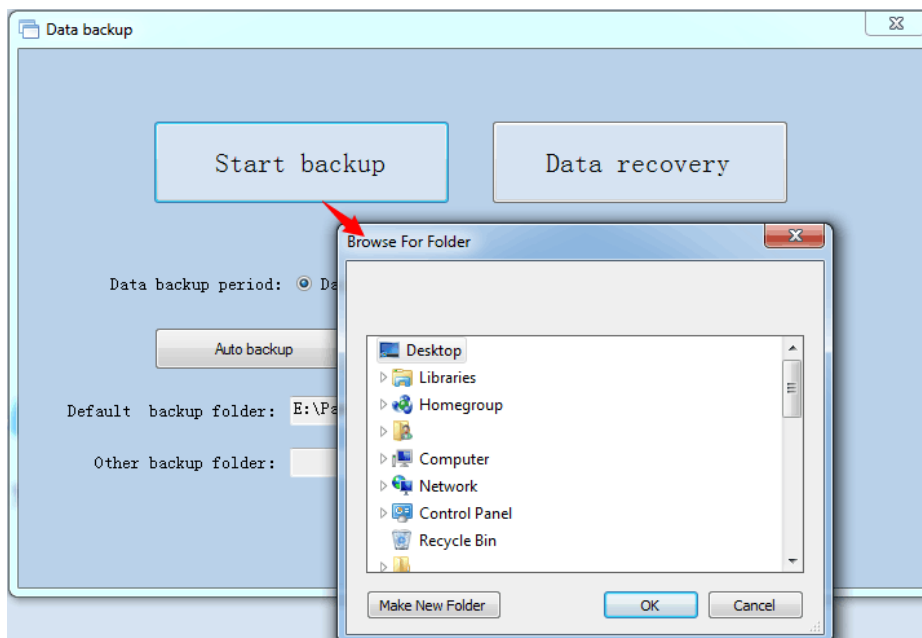 Data backup
Start backup
Data recovery
Browse For Folder
Data backup period:
Auto backup
Default backup folder: E:\Pa
Other backup folder:
Desktop
Libraries
Homegroup
Computer
Network
Control Panel
Recycle Bin
Make New Folder
OK
Cancel